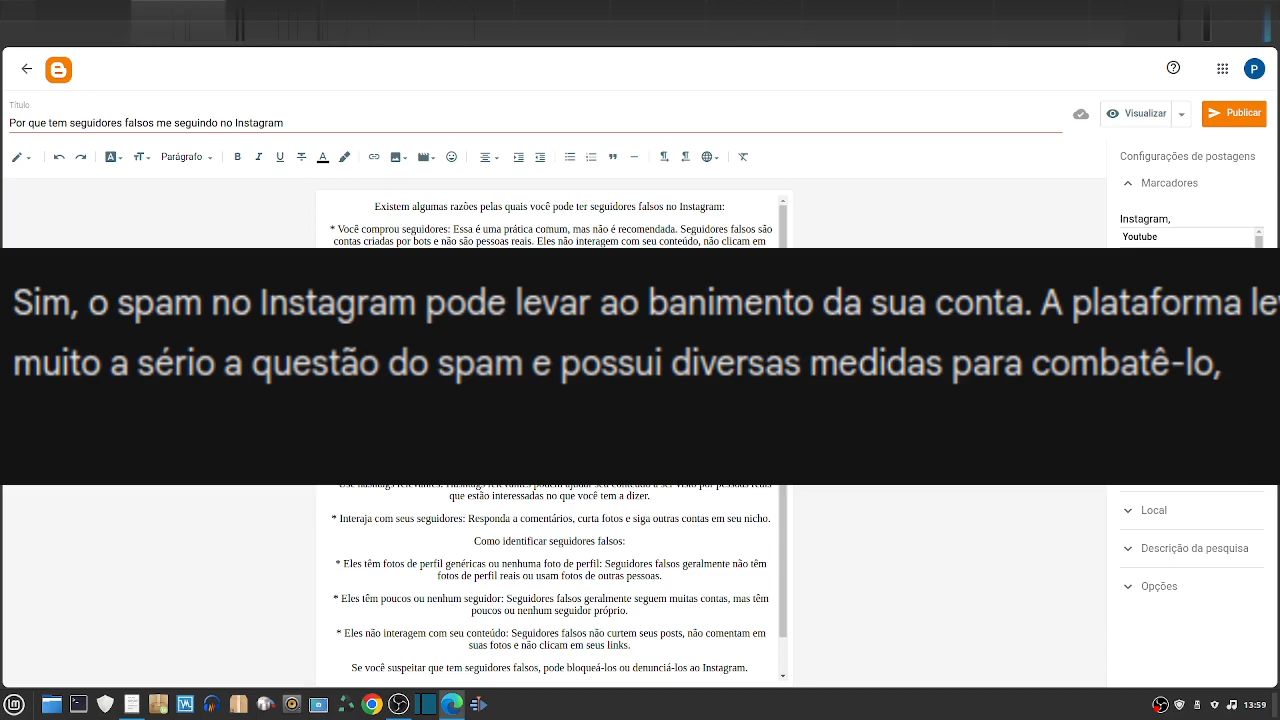 Título
Por que tem seguidores falsos me seguindo no Instagram
Visualizar
Publicar
P
Parágrafo
Configurações de postagens
Marcadores
Instagram,
Youtube
Existem algumas razões pelas quais você pode ter seguidores falsos no Instagram:
* Você comprou seguidores: Essa é uma prática comum, mas não é recomendada. Seguidores falsos são
contas criadas por bots e não são pessoas reais. Eles não interagem com seu conteúdo, não clicam em
Sim, o spam no Instagram pode levar ao banimento da sua conta. A plataforma le
muito a sério a questão do spam e possui diversas medidas para combatê-lo,
que estão interessadas no que você tem a dizer.
* Interaja com seus seguidores: Responda a comentários, curta fotos e siga outras contas em seu nicho.
Como identificar seguidores falsos:
* Eles têm fotos de perfil genéricas ou nenhuma foto de perfil: Seguidores falsos geralmente não têm
fotos de perfil reais ou usam fotos de outras pessoas.
* Eles têm poucos ou nenhum seguidor: Seguidores falsos geralmente seguem muitas contas, mas têm
poucos ou nenhum seguidor próprio.
* Eles não interagem com seu conteúdo: Seguidores falsos não curtem seus posts, não comentam em
suas fotos e não clicam em seus links.
Se você suspeitar que tem seguidores falsos, pode bloqueá-los ou denunciá-los ao Instagram.
Local
Descrição da pesquisa
Opções
13:59